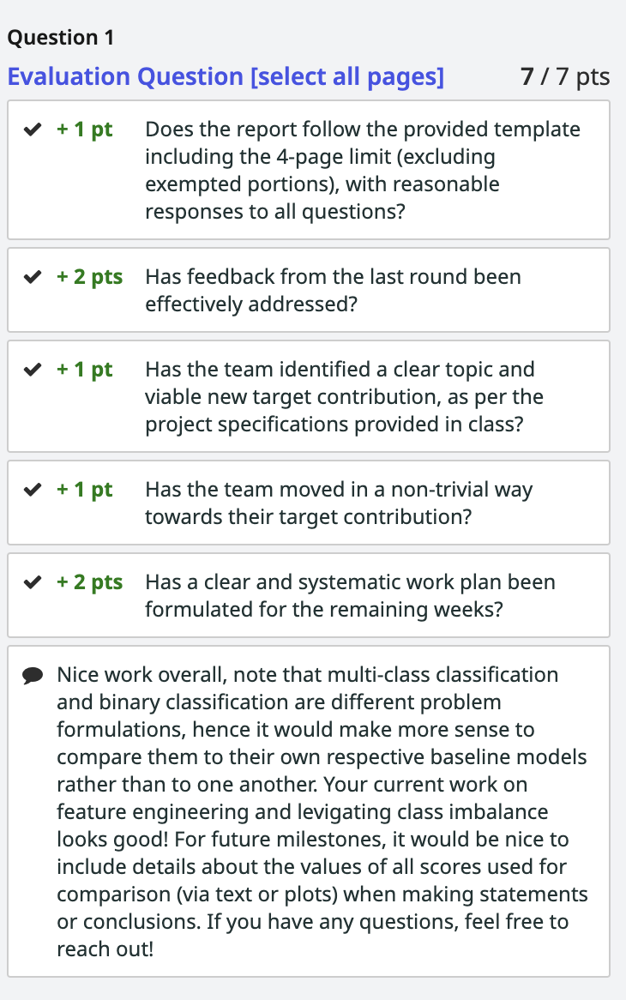 Question 1
Evaluation Question [select all pages] 7 / 7 pts
+ 1 pt Does the report follow the provided template
including the 4-page limit (excluding
exempted portions), with reasonable
responses to all questions?
+ 2 pts Has feedback from the last round been
effectively addressed?
+ 1 pt Has the team identified a clear topic and
viable new target contribution, as per the
project specifications provided in class?
+ 1 pt Has the team moved in a non-trivial way
towards their target contribution?
+ 2 pts Has a clear and systematic work plan been
formulated for the remaining weeks?
Nice work overall, note that multi-class classification
and binary classification are different problem
formulations, hence it would make more sense to
compare them to their own respective baseline models
rather than to one another. Your current work on
feature engineering and levigating class imbalance
looks good! For future milestones, it would be nice to
include details about the values of all scores used for
comparison (via text or plots) when making statements
or conclusions. If you have any questions, feel free to
reach out!